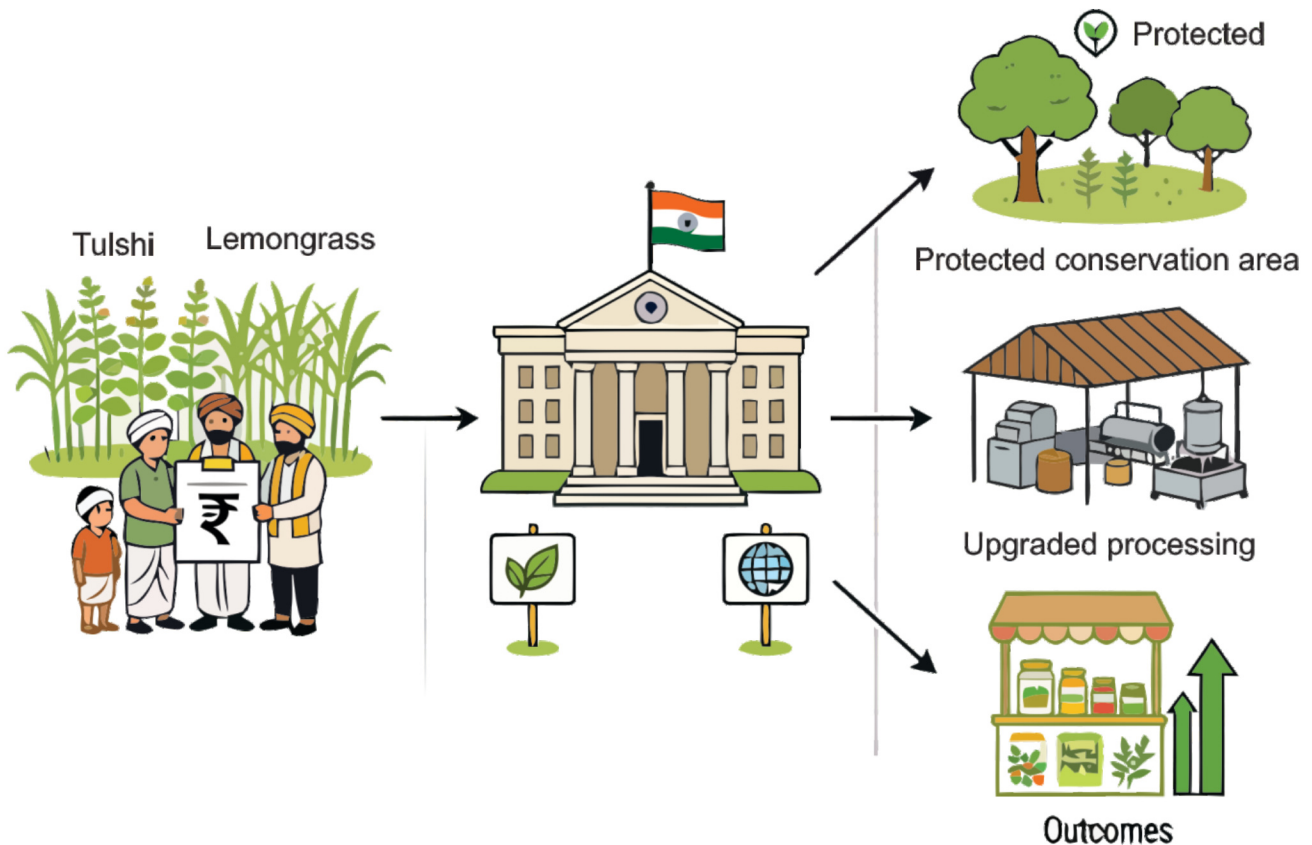 Protected
Tulshi
Lemongrass
₹
Protected conservation area
Upgraded processing
Outcomes